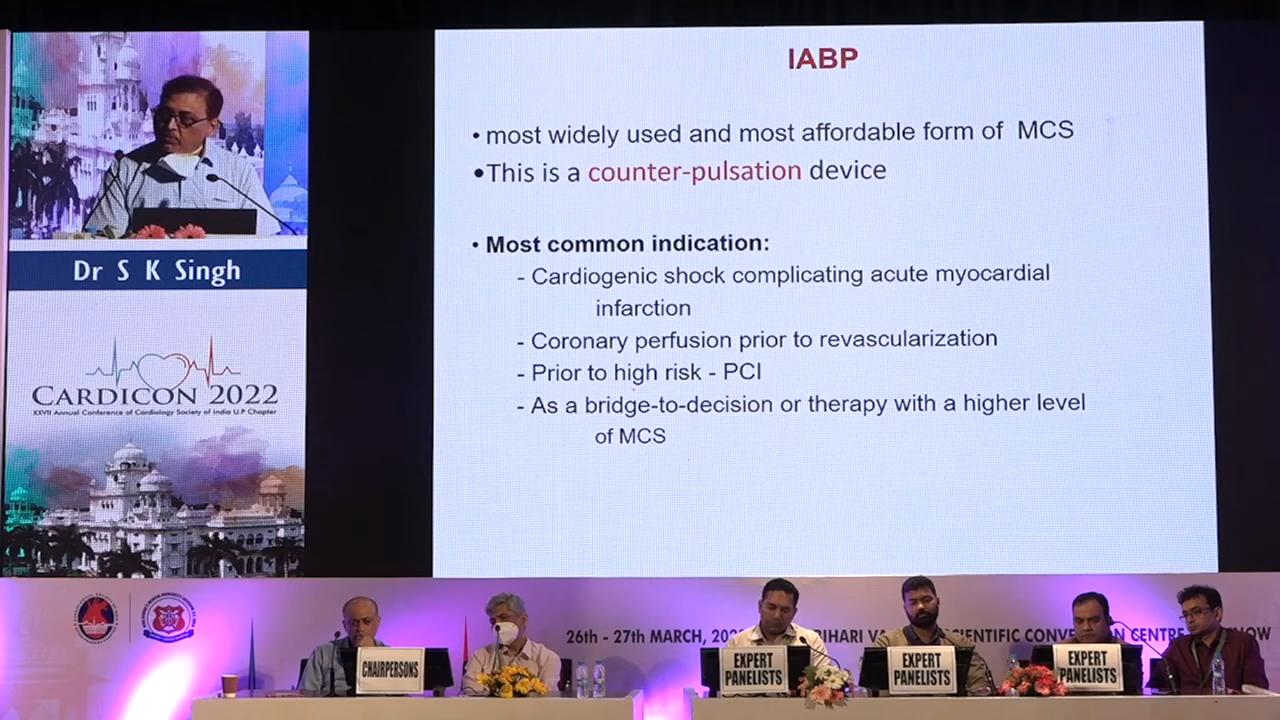 IABP
• most widely used and most affordable form of MCS
•This is a counter-pulsation device
• Most common indication:
- Cardiogenic shock complicating acute myocardial
infarction
- Coronary perfusion prior to revascularization
- Prior to high risk - PCI
- As a bridge-to-decision or therapy with a higher level
of MCS
Dr S K Singh
CARDICON 2022
XXVII Annual Conference of Cardiology Society of India U.P Chapter
26th - 27th MARCH, BIHARI CENTRE
CHAIRPERSONS
EXPERT
PANELISTS
EXPERT
PANELISTS
EXPERT
PANELISTS